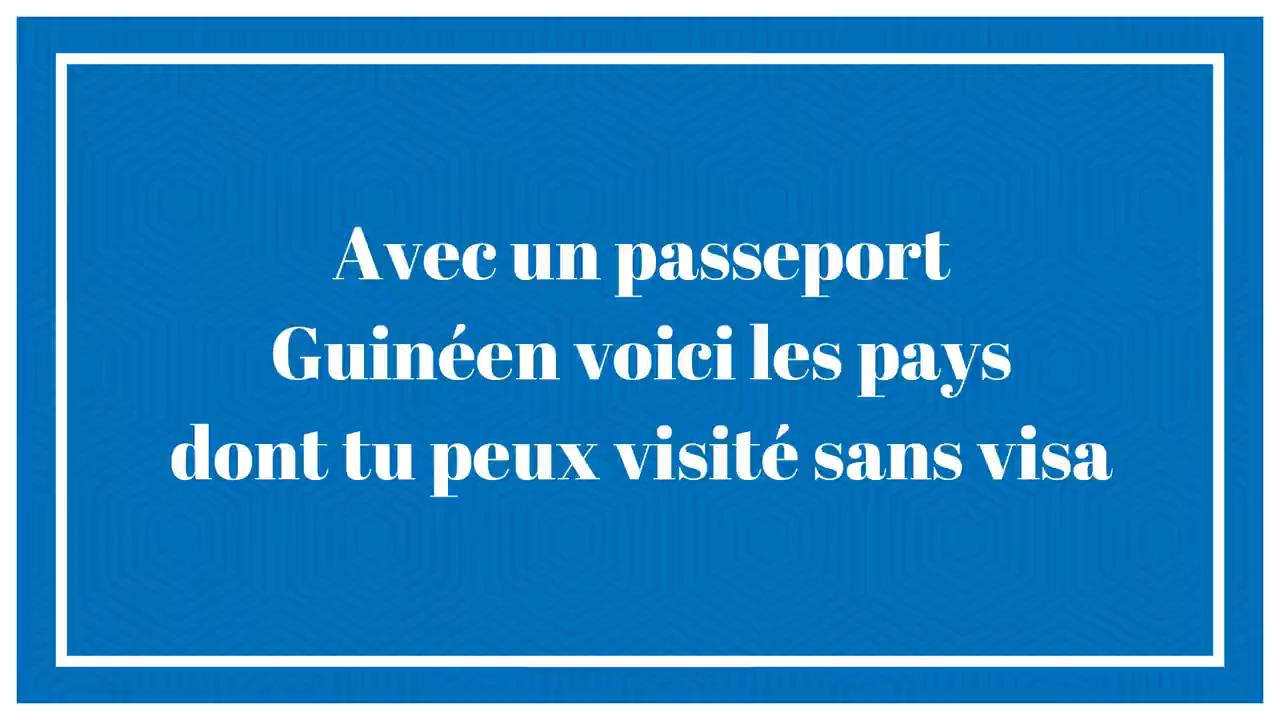 Avec un passeport
Guinéen voici les pays
dont tu peux visité sans visa